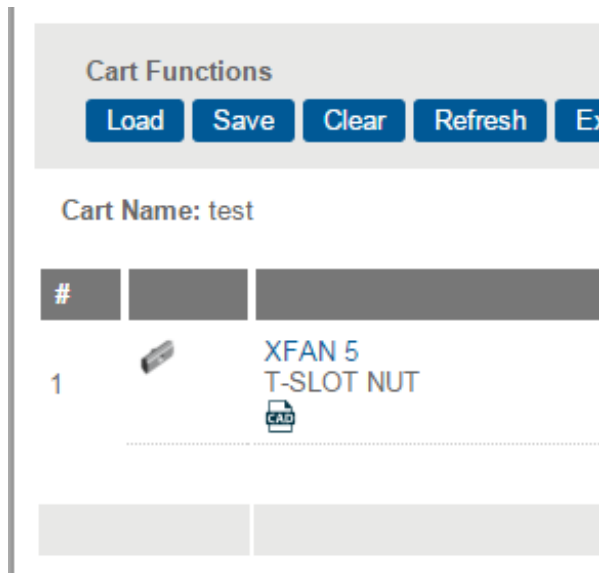 Cart Functions
Load Save Clear Refresh
Cart Name: test
#
1
XFAN 5
T-SLOT NUT
CAD